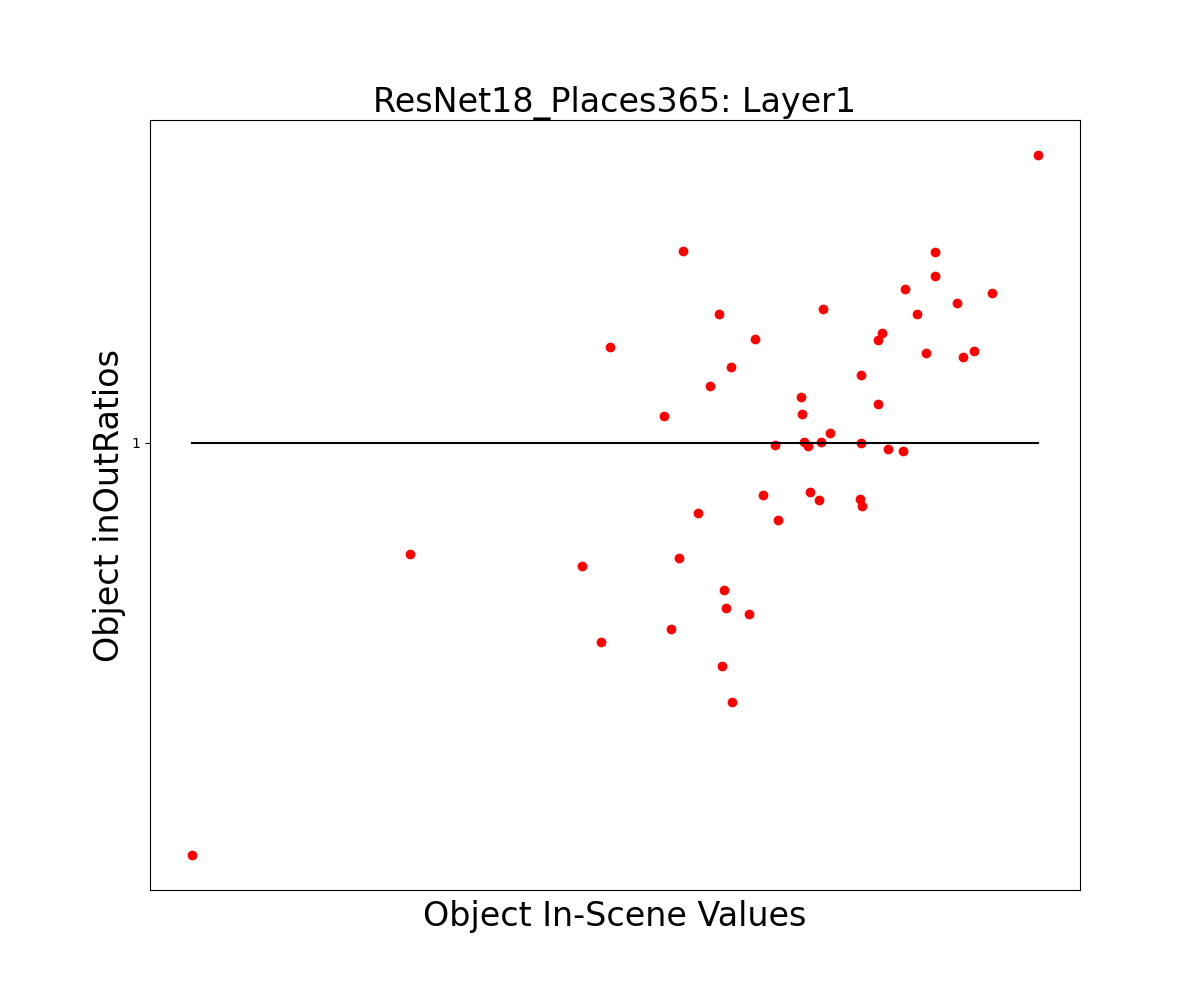 ResNet18_Places365: Layer1
Object inOutRatios
1
Object In-Scene Values